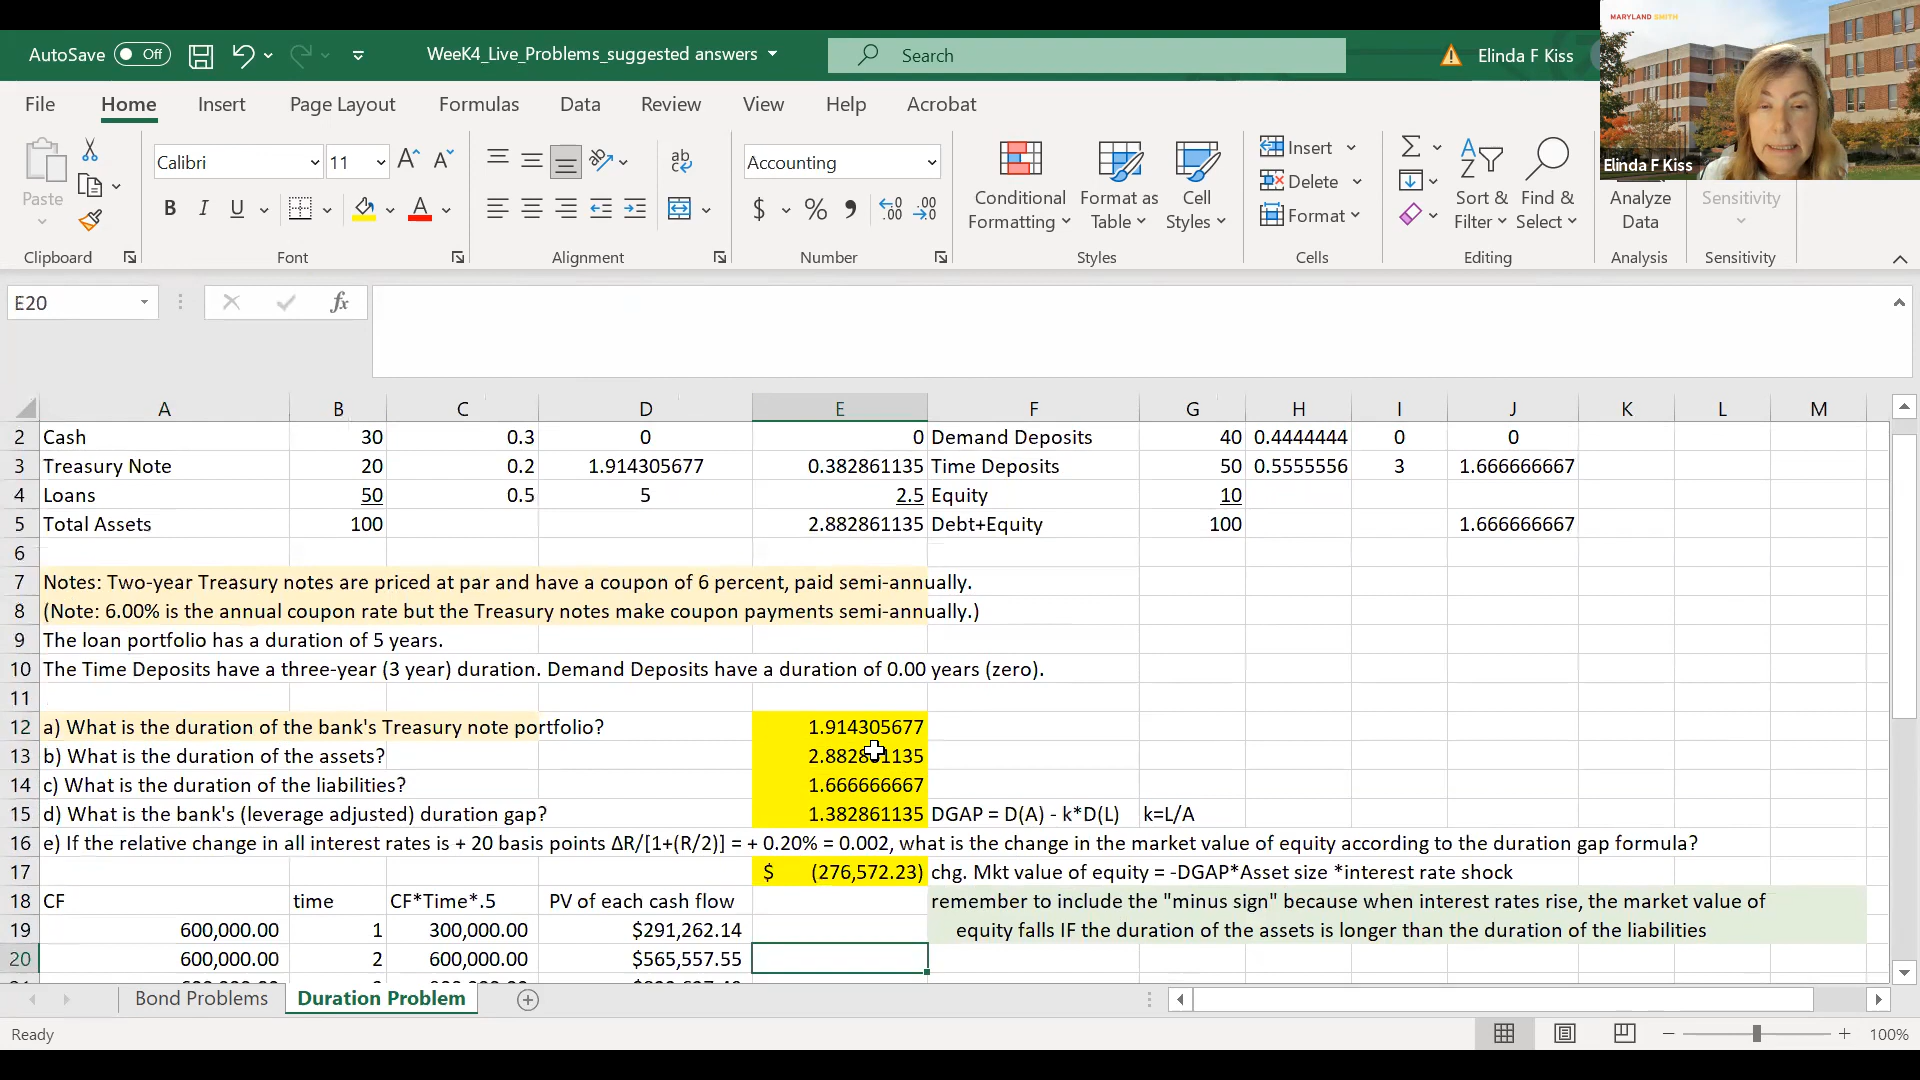 AutoSave Off WeeK4_Live_Problems_suggested answers Search Elinda F Kiss
MARYLAND SMITH
Elinda F Kiss
File Home Insert Page Layout Formulas Data Review View Help Acrobat
Calibri 11 ab Accounting Insert
Paste Conditional Format as Cell Delete Sort & Find & Analyze Sensitivity
B I U A $ % Formatting Table Styles Format Filter Select Data
Clipboard Font Alignment Number Styles Cells Editing Analysis Sensitivity
E20 fx
A B C D E F G H I J K L M
2 Cash 30 0.3 0 0 Demand Deposits 40 0.4444444 0 0
3 Treasury Note 20 0.2 1.914305677 0.382861135 Time Deposits 50 0.5555556 3 1.666666667
4 Loans 50 0.5 5 2.5 Equity 10
5 Total Assets 100 2.882861135 Debt+Equity 100 1.666666667
6
7 Notes: Two-year Treasury notes are priced at par and have a coupon of 6 percent, paid semi-annually.
8 (Note: 6.00% is the annual coupon rate but the Treasury notes make coupon payments semi-annually.)
9 The loan portfolio has a duration of 5 years.
10 The Time Deposits have a three-year (3 year) duration. Demand Deposits have a duration of 0.00 years (zero).
11
12 a) What is the duration of the bank's Treasury note portfolio? 1.914305677
13 b) What is the duration of the assets? 2.882861135
14 c) What is the duration of the liabilities? 1.666666667
15 d) What is the bank's (leverage adjusted) duration gap? 1.382861135 DGAP = D(A) - k*D(L) k=L/A
16 e) If the relative change in all interest rates is + 20 basis points ΔR/[1+(R/2)] = + 0.20% = 0.002, what is the change in the market value of equity according to the duration gap formula?
17 $ (276,572.23) chg. Mkt value of equity = -DGAP*Asset size *interest rate shock
18 CF time CF*Time*.5 PV of each cash flow remember to include the "minus sign" because when interest rates rise, the market value of
19 600,000.00 1 300,000.00 $291,262.14 equity falls IF the duration of the assets is longer than the duration of the liabilities
20 600,000.00 2 600,000.00 $565,557.55
Bond Problems Duration Problem
Ready 100%